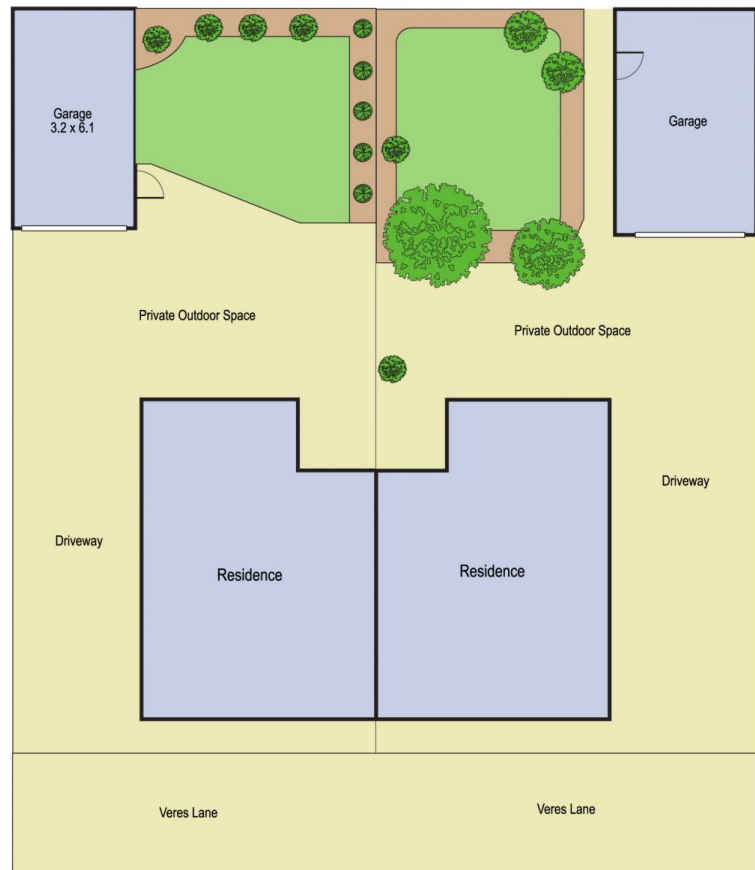 Garage
3.2 x 6.1
Garage
Private Outdoor Space
Private Outdoor Space
Driveway
Driveway
Residence
Residence
Veres Lane
Veres Lane